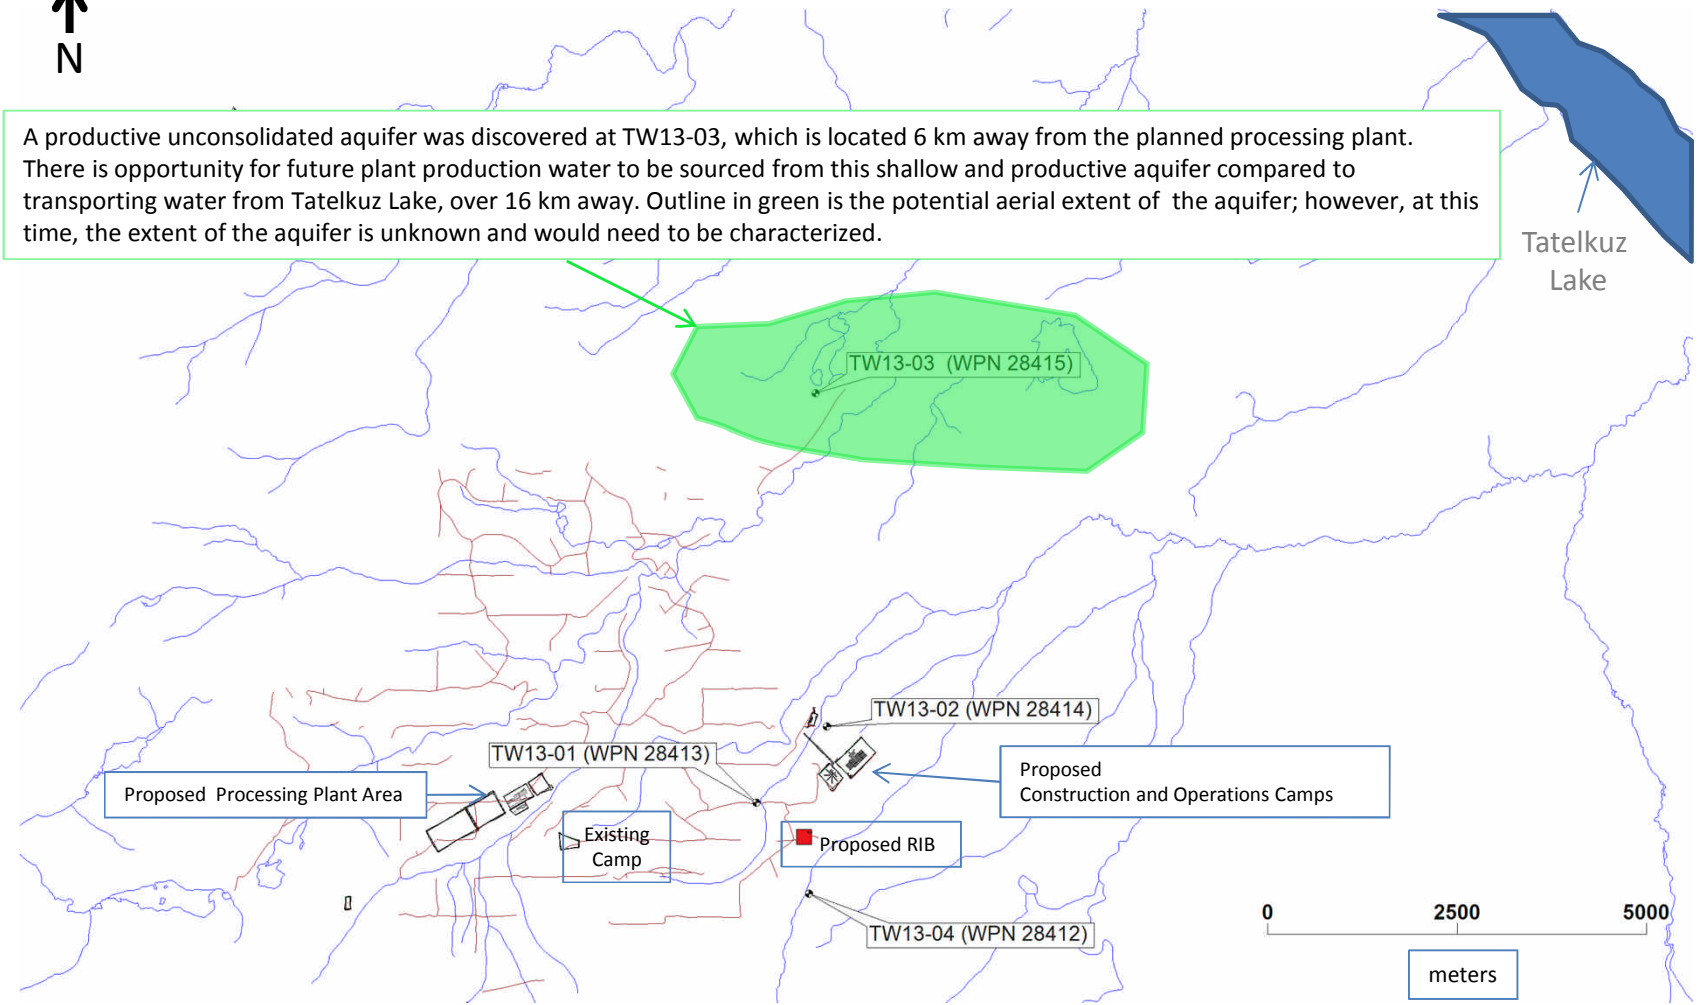 N
A productive unconsolidated aquifer was discovered at TW13-03, which is located 6 km away from the planned processing plant.
There is opportunity for future plant production water to be sourced from this shallow and productive aquifer compared to
transporting water from Tatelkuz Lake, over 16 km away. Outline in green is the potential aerial extent of the aquifer; however, at this
time, the extent of the aquifer is unknown and would need to be characterized.
Tatelkuz
Lake
TW13-03 (WPN 28415)
TW13-02 (WPN 28414)
TW13-01 (WPN 28413)
Proposed Processing Plant Area
Proposed
Construction and Operations Camps
Existing
Camp
Proposed RIB
TW13-04 (WPN 28412)
0 2500 5000
meters